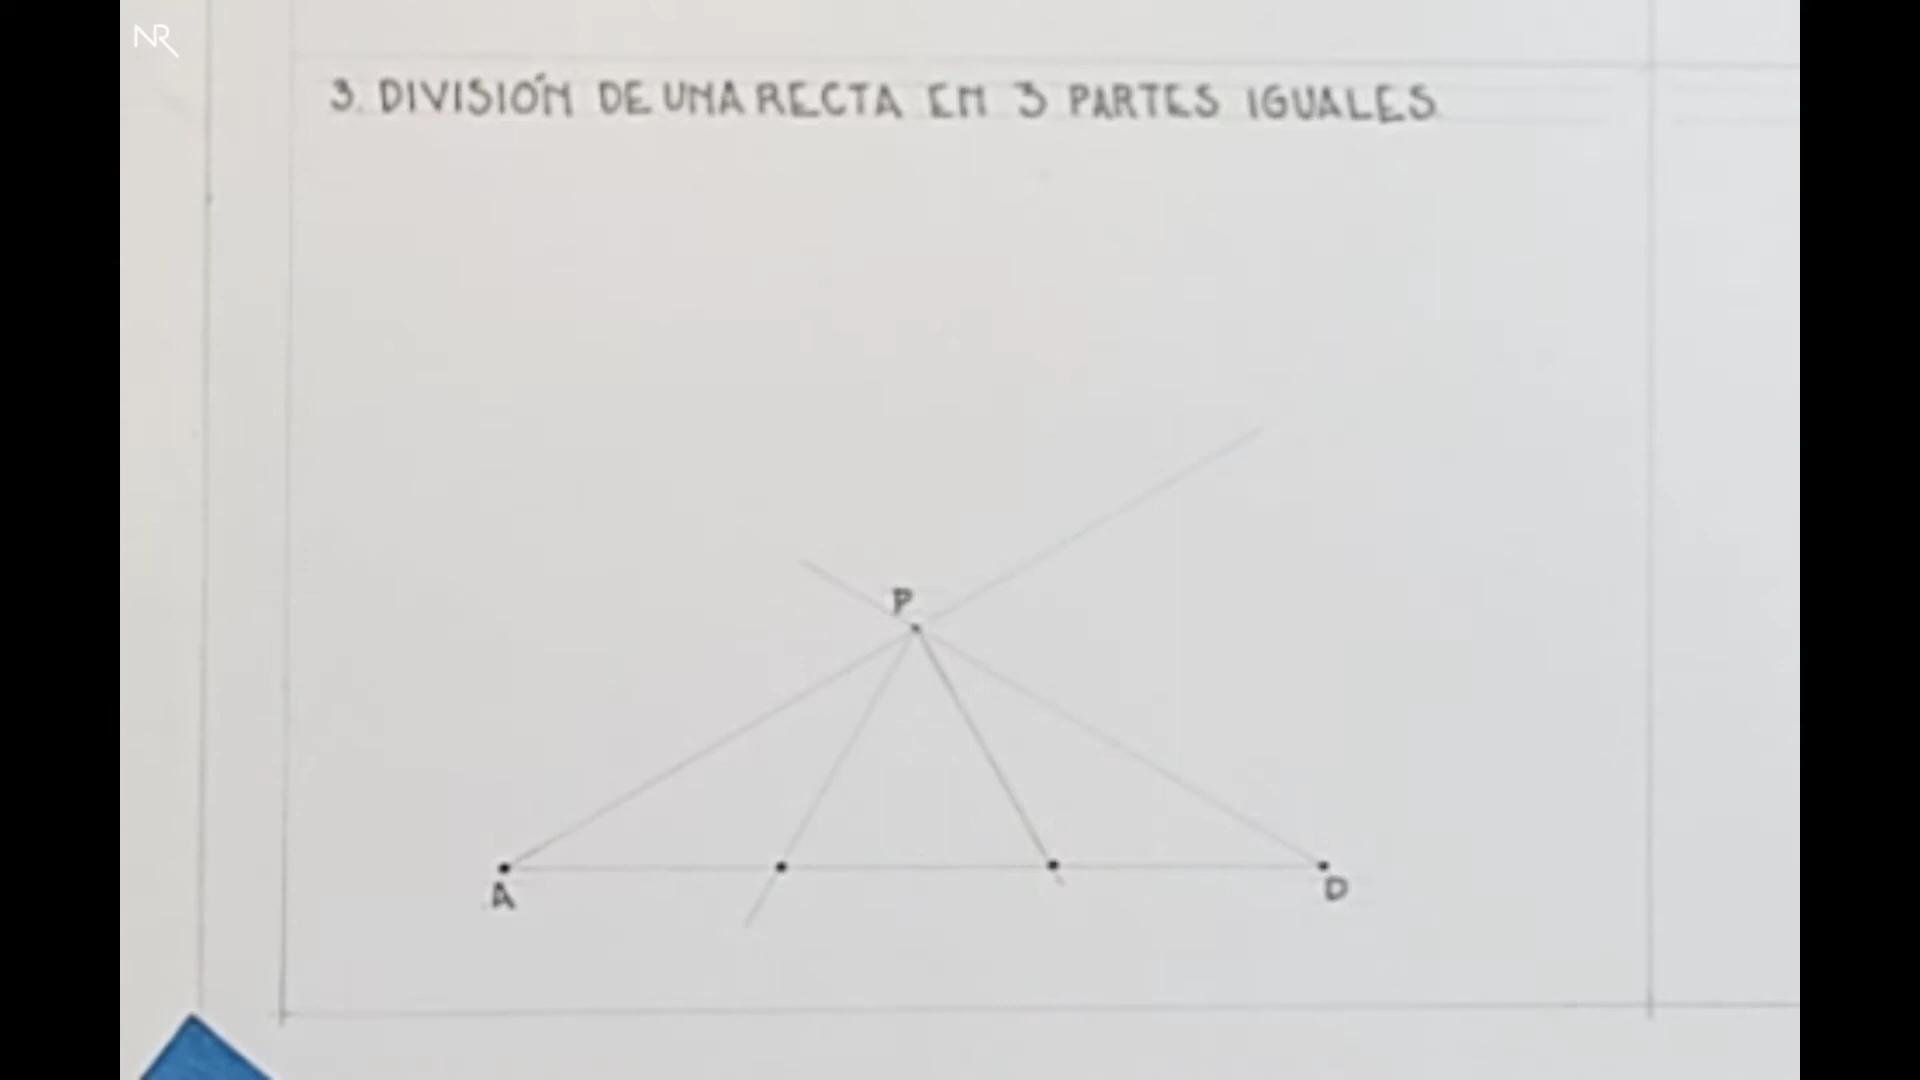 NR
3. DIVISIÓN DE UNA RECTA EN 3 PARTES IGUALES
P
A
D